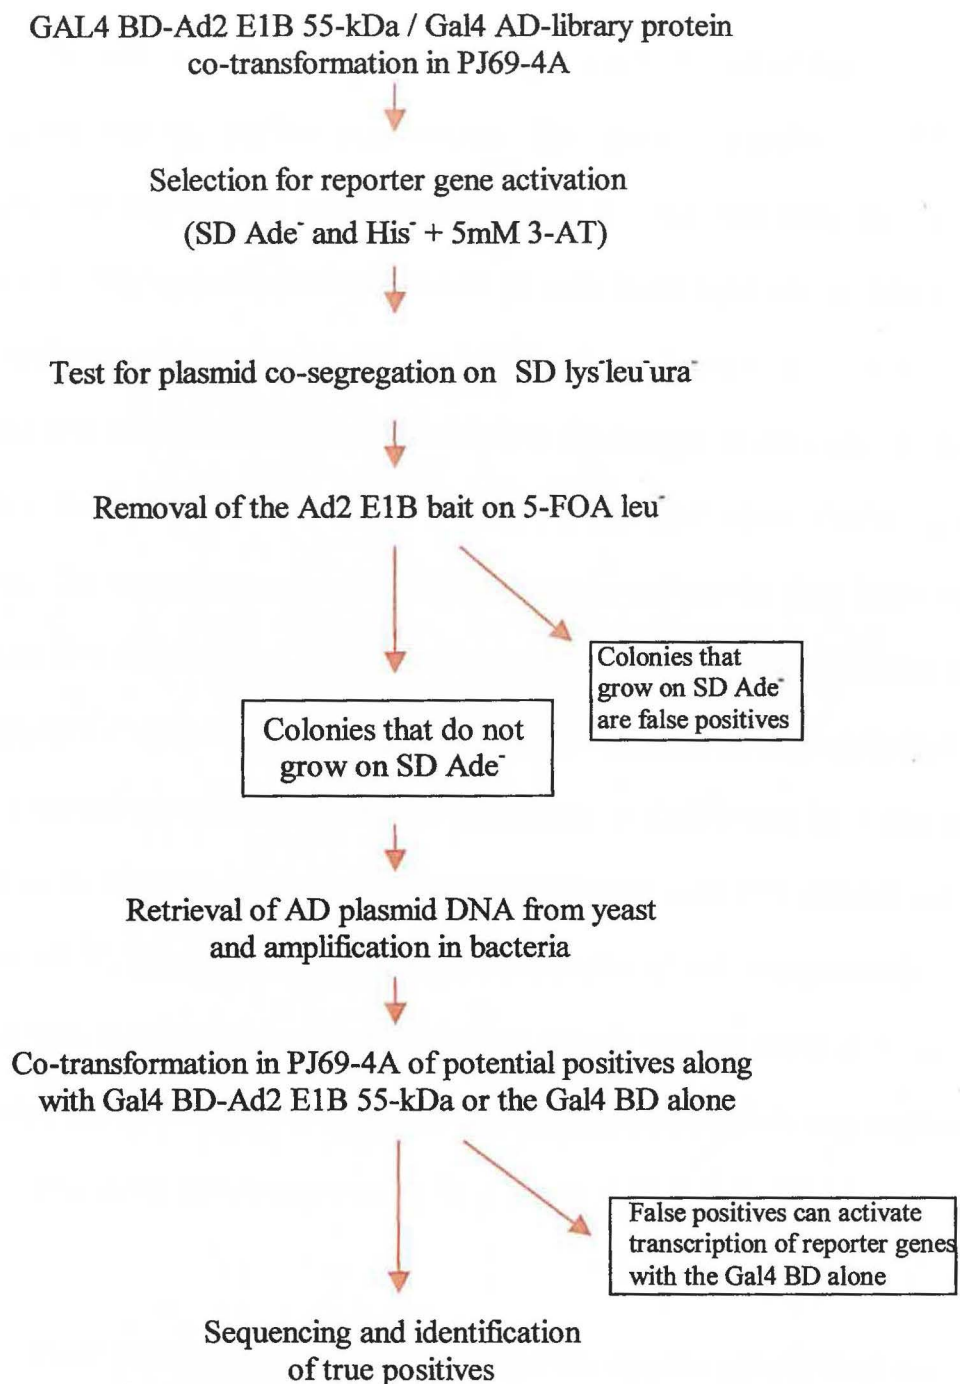 GAL4 BD-Ad2 E1B 55-kDa / Gal4 AD-library protein
co-transformation in PJ69-4A
Selection for reporter gene activation
(SD Ade⁻ and His⁻ + 5mM 3-AT)
Test for plasmid co-segregation on SD lys⁻leu⁻ura⁻
Removal of the Ad2 E1B bait on 5-FOA leu⁻
Colonies that
grow on SD Ade⁻
are false positives
Colonies that do not
grow on SD Ade⁻
Retrieval of AD plasmid DNA from yeast
and amplification in bacteria
Co-transformation in PJ69-4A of potential positives along
with Gal4 BD-Ad2 E1B 55-kDa or the Gal4 BD alone
False positives can activate
transcription of reporter genes
with the Gal4 BD alone
Sequencing and identification
of true positives